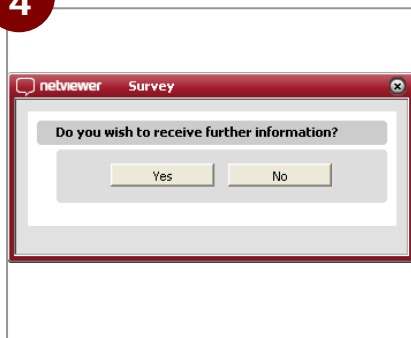 4
netviewer Survey
Do you wish to receive further information?
Yes No